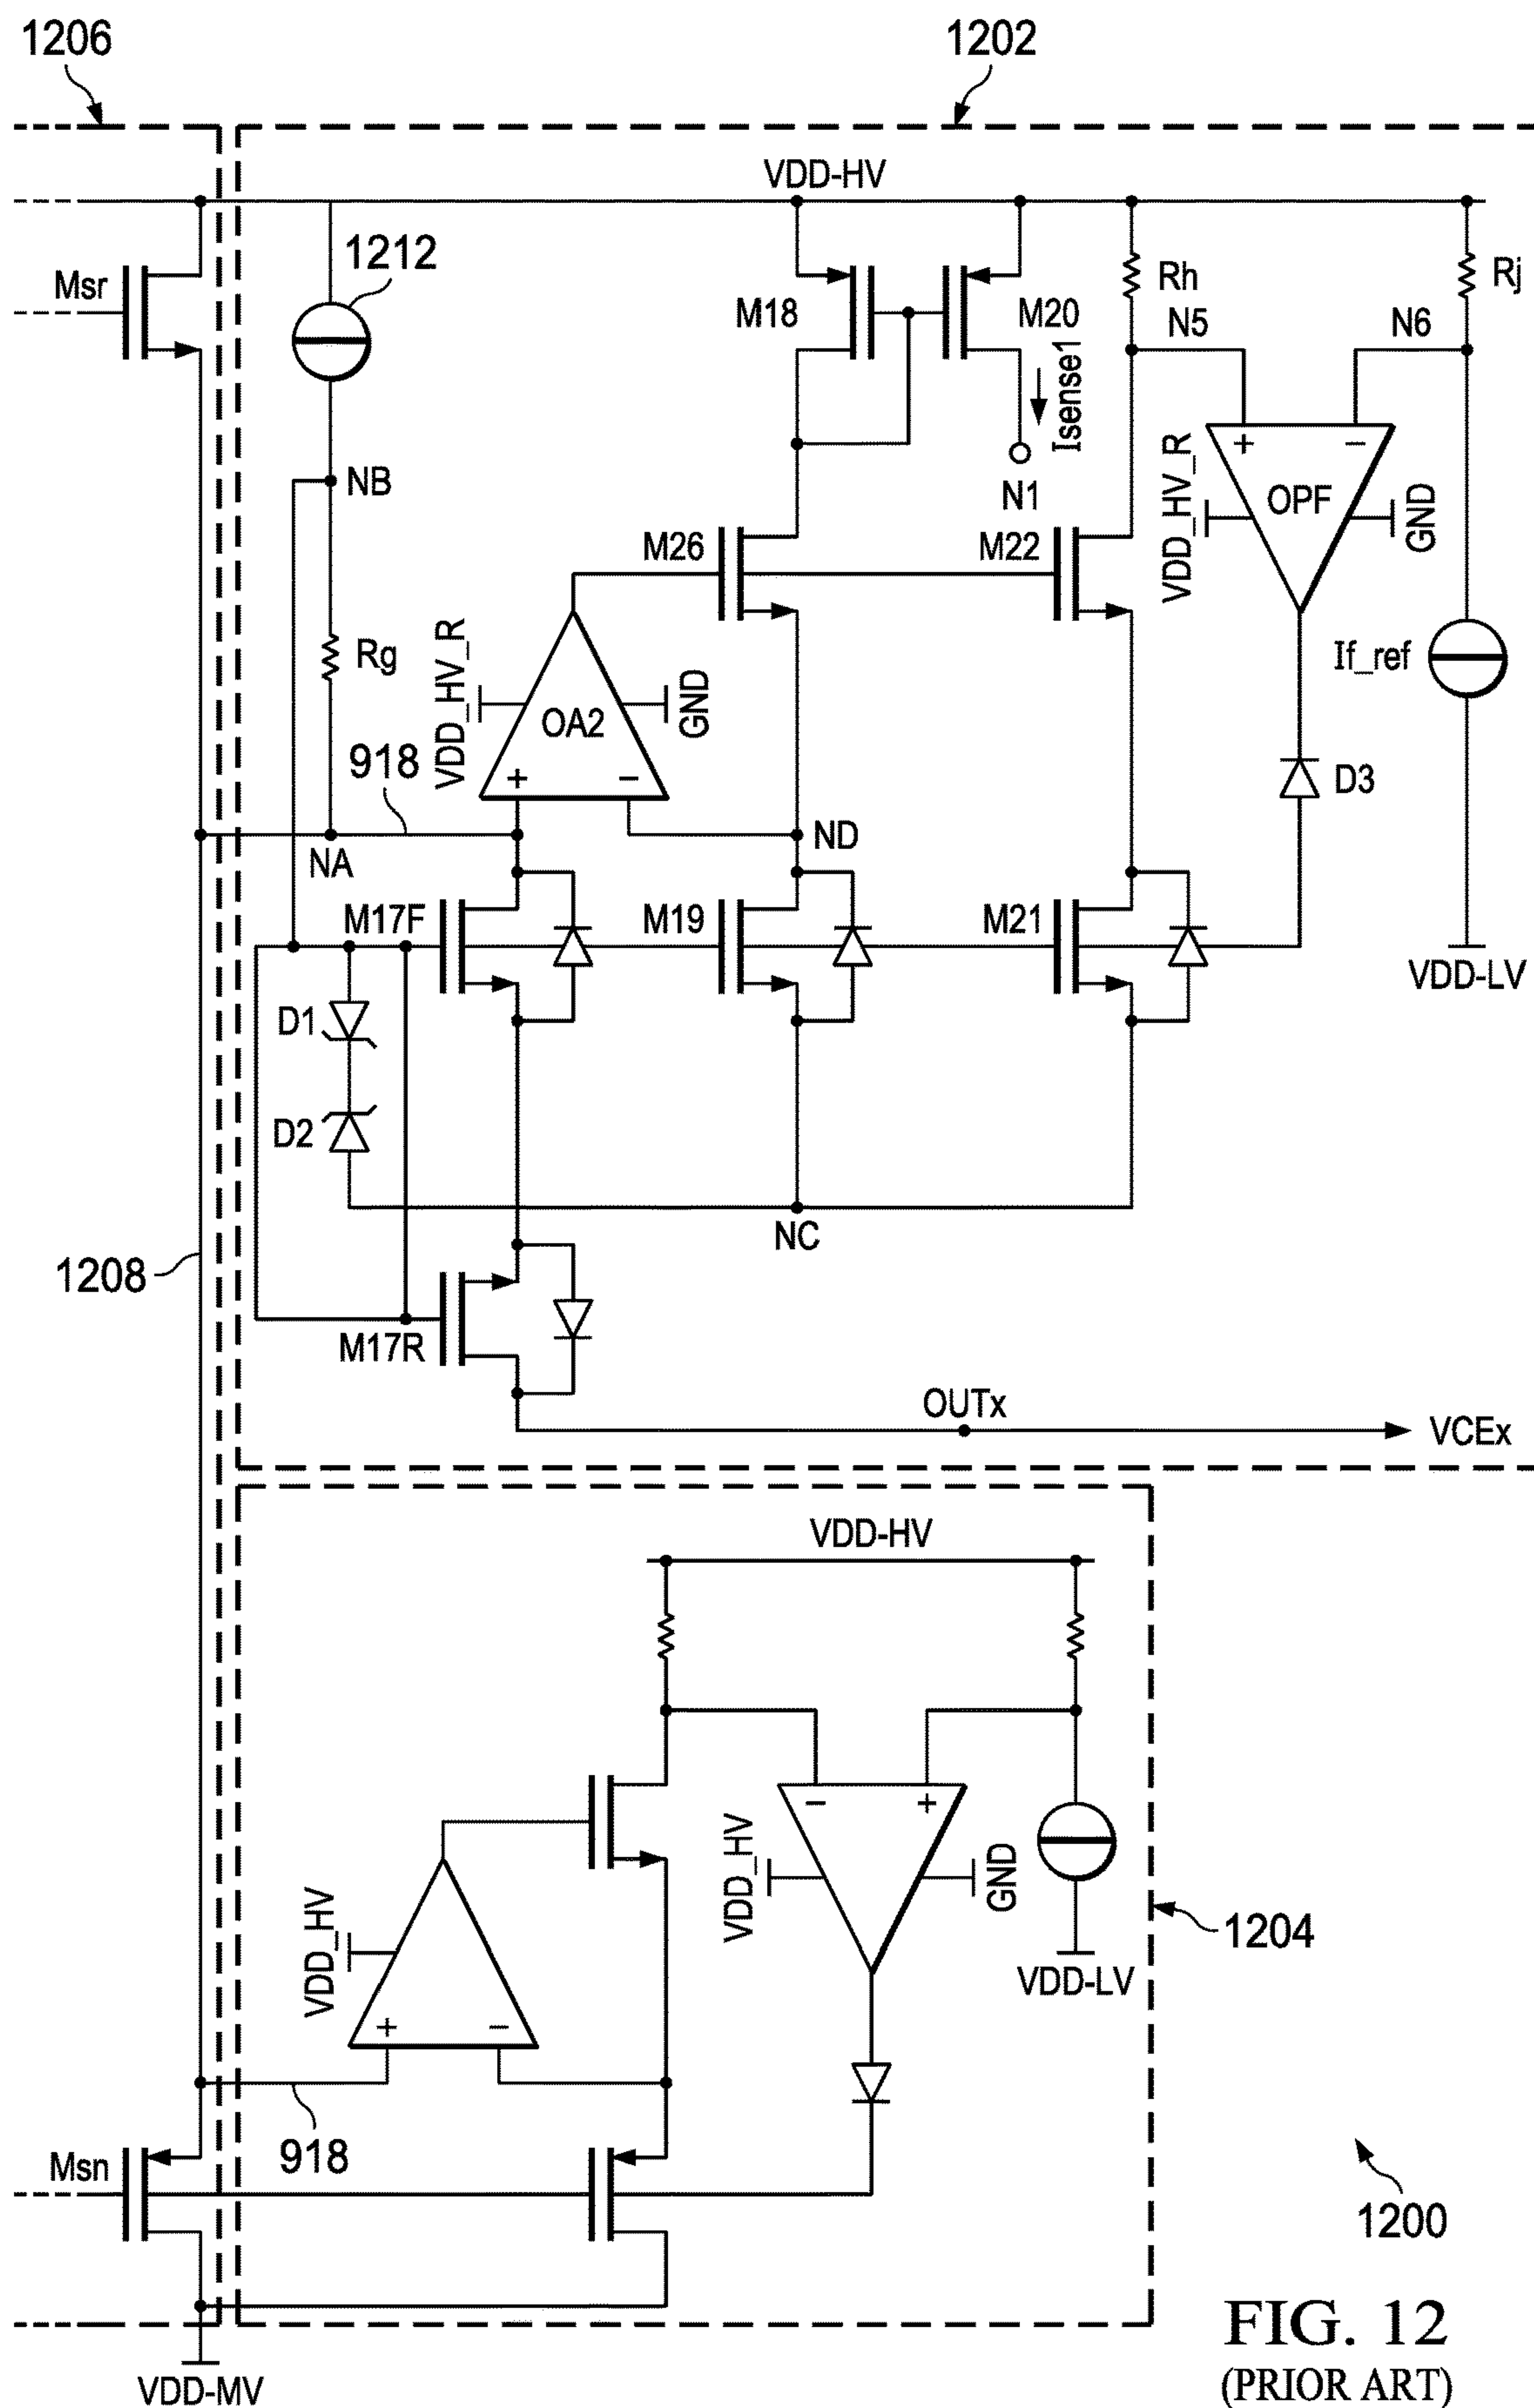 1206
1202
VDD-HV
Msr
1212
M18
M20
Rh
Rj
N5
N6
Isense1
NB
N1
+
−
OPF
VDD_HV_R
GND
M26
M22
Rg
VDD_HV_R
OA2
GND
If_ref
918
+
−
D3
NA
ND
M17F
M19
M21
VDD-LV
D1
D2
NC
1208
M17R
OUTx
VCEx
VDD-HV
−
+
VDD_HV
GND
VDD_HV
1204
VDD-LV
+
−
918
Msn
1200
VDD-MV
FIG. 12
(PRIOR ART)